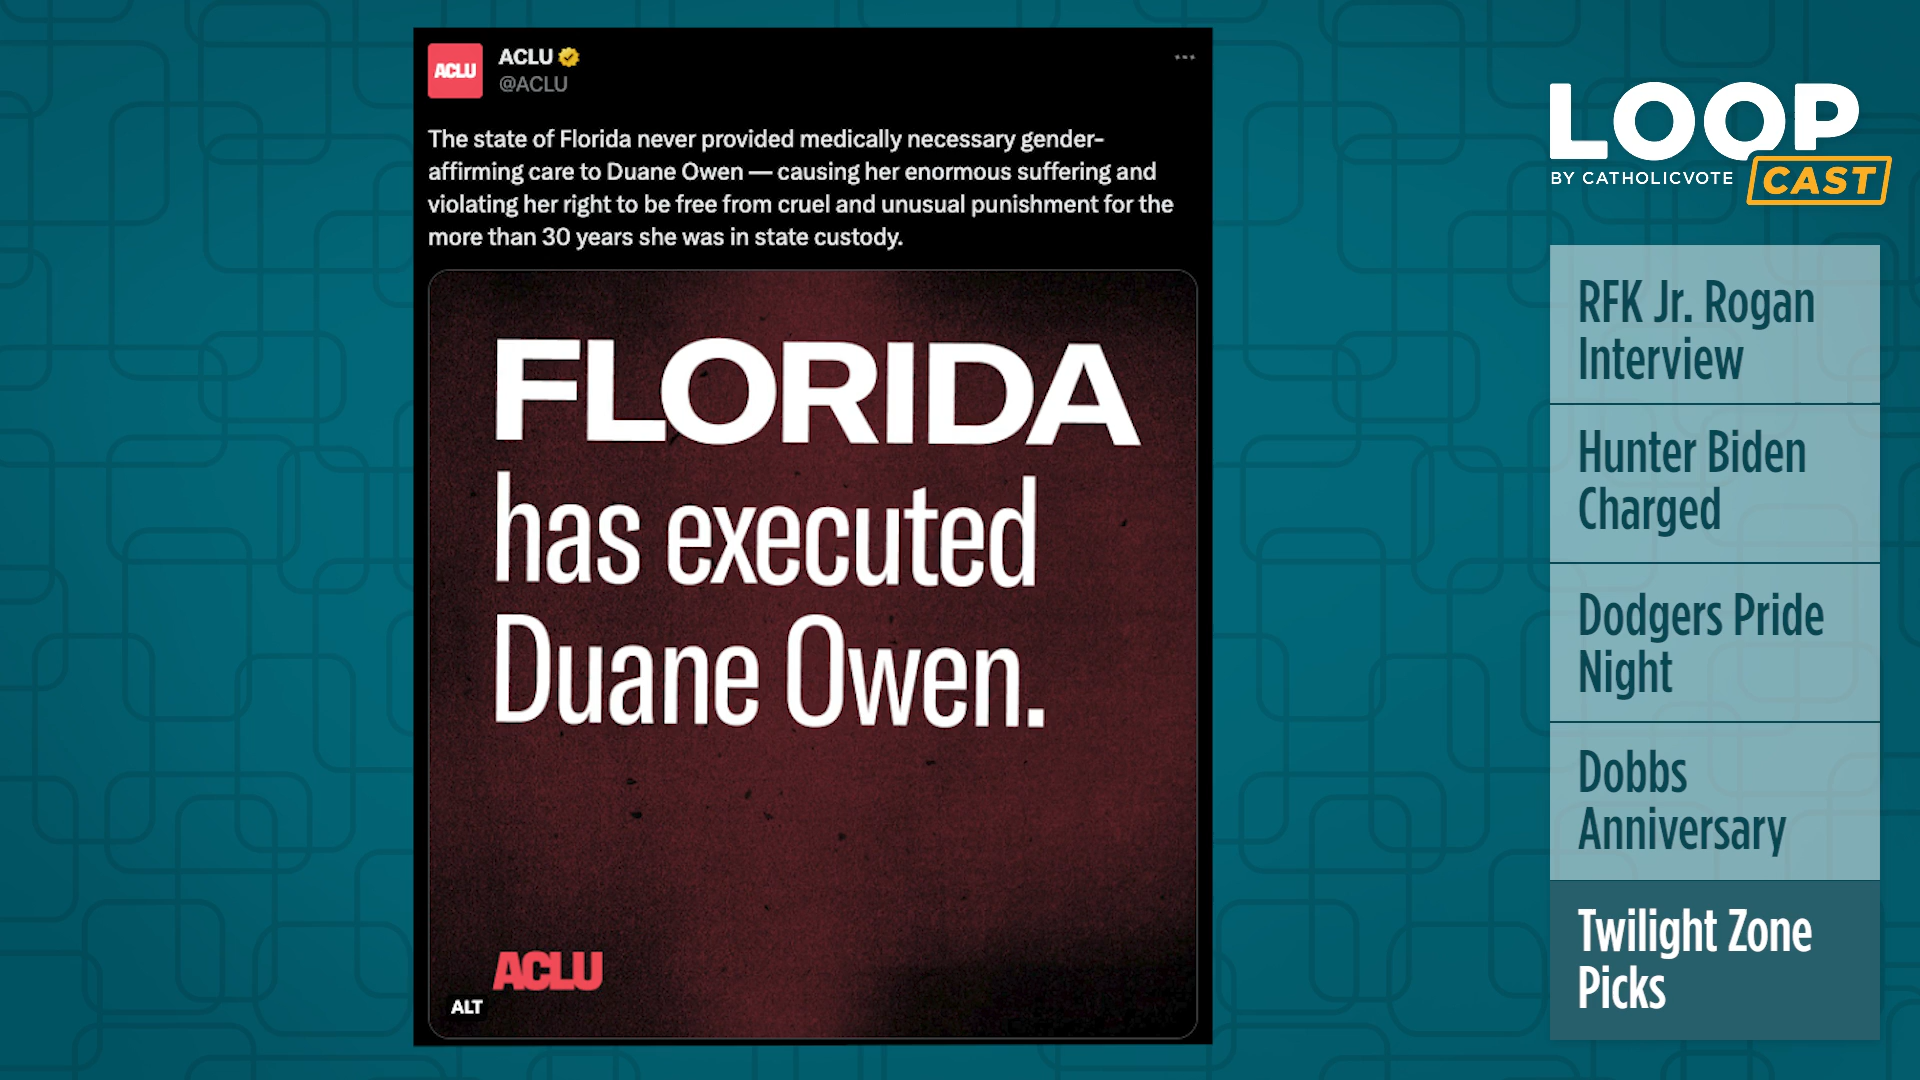 ACLU
ACLU
@ACLU
The state of Florida never provided medically necessary gender-
affirming care to Duane Owen — causing her enormous suffering and
violating her right to be free from cruel and unusual punishment for the
more than 30 years she was in state custody.
FLORIDA
has executed
Duane Owen.
ACLU
ALT
LOOP
BY CATHOLICVOTE CAST
RFK Jr. Rogan
Interview
Hunter Biden
Charged
Dodgers Pride
Night
Dobbs
Anniversary
Twilight Zone
Picks